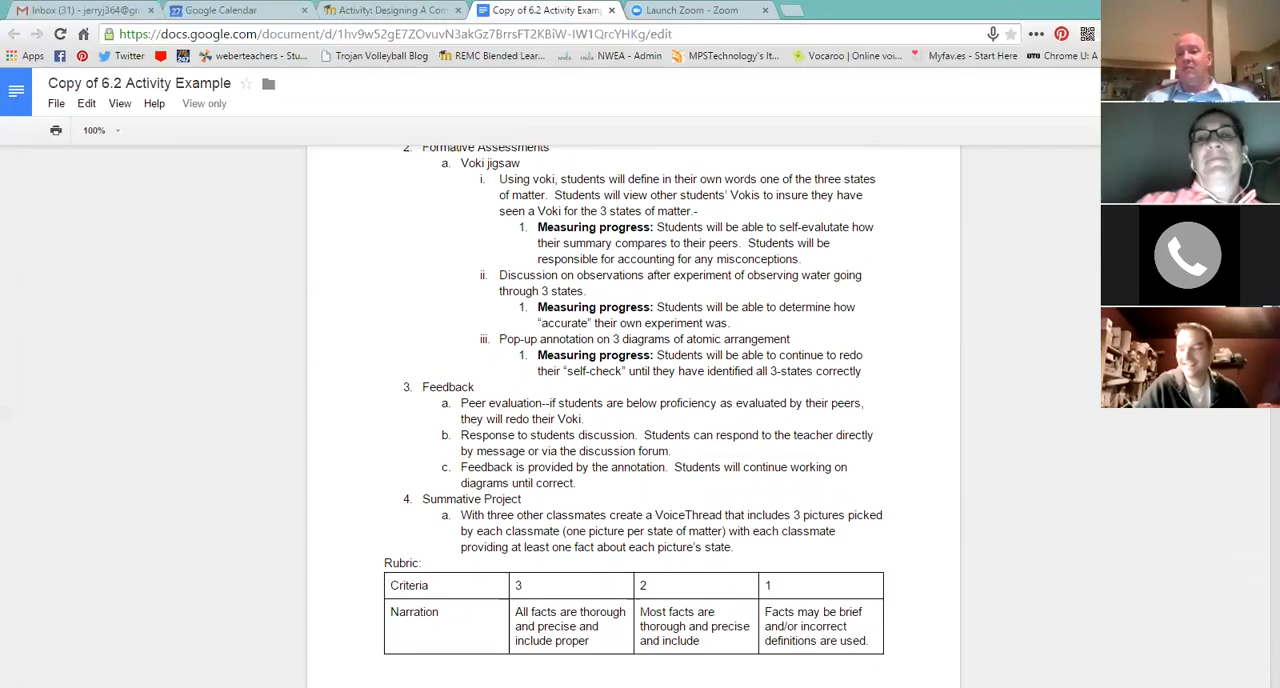 Inbox (31) - jerryj364@gr
Google Calendar
Activity: Designing A Com
Copy of 6.2 Activity Exam
Launch Zoom - Zoom
https://docs.google.com/document/d/1hv9wS2gE7ZOvuvN3akGz7BrrsFT2KBiW-IW1QrcYHKg/edit
Apps
Twitter
weberteachers - Stu...
Trojan Volleyball Blog
REMC Blended Lear...
NWEA - Admin
MPSTechnology's It...
Vocaroo | Online voi...
Myfav.es - Start Here
Chrome U: A
Copy of 6.2 Activity Example
File Edit View Help View only
100%
2. Formative Assessments
a. Voki jigsaw
i. Using voki, students will define in their own words one of the three states
of matter. Students will view other students' Vokis to insure they have
seen a Voki for the 3 states of matter.-
1. Measuring progress: Students will be able to self-evalutate how
their summary compares to their peers. Students will be
responsible for accounting for any misconceptions.
ii. Discussion on observations after experiment of observing water going
through 3 states.
1. Measuring progress: Students will be able to determine how
“accurate” their own experiment was.
iii. Pop-up annotation on 3 diagrams of atomic arrangement
1. Measuring progress: Students will be able to continue to redo
their “self-check” until they have identified all 3-states correctly
3. Feedback
a. Peer evaluation--if students are below proficiency as evaluated by their peers,
they will redo their Voki.
b. Response to students discussion. Students can respond to the teacher directly
by message or via the discussion forum.
c. Feedback is provided by the annotation. Students will continue working on
diagrams until correct.
4. Summative Project
a. With three other classmates create a VoiceThread that includes 3 pictures picked
by each classmate (one picture per state of matter) with each classmate
providing at least one fact about each picture's state.
Rubric:
Criteria 3 2 1
Narration
All facts are thorough
and precise and
include proper
Most facts are
thorough and precise
and include
Facts may be brief
and/or incorrect
definitions are used.